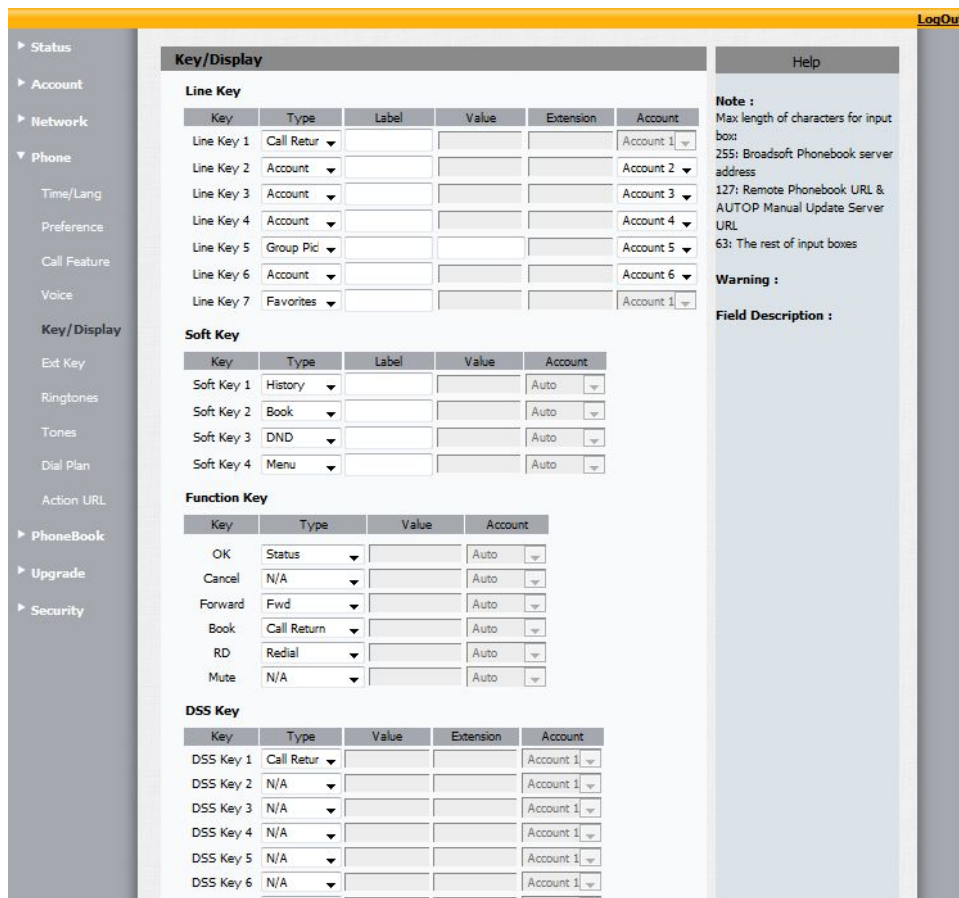 LogOu
Status
Account
Network
Phone
Time/Lang
Preference
Call Feature
Voice
Key/Display
Ext Key
Ringtones
Tones
Dial Plan
Action URL
PhoneBook
Upgrade
Security
Key/Display
Line Key
Key Type Label Value Extension Account
Line Key 1 Call Retur Account 1
Line Key 2 Account Account 2
Line Key 3 Account Account 3
Line Key 4 Account Account 4
Line Key 5 Group Pic Account 5
Line Key 6 Account Account 6
Line Key 7 Favorites Account 1
Soft Key
Key Type Label Value Account
Soft Key 1 History Auto
Soft Key 2 Book Auto
Soft Key 3 DND Auto
Soft Key 4 Menu Auto
Function Key
Key Type Value Account
OK Status Auto
Cancel N/A Auto
Forward Fwd Auto
Book Call Return Auto
RD Redial Auto
Mute N/A Auto
DSS Key
Key Type Value Extension Account
DSS Key 1 Call Retur Account 1
DSS Key 2 N/A Account 1
DSS Key 3 N/A Account 1
DSS Key 4 N/A Account 1
DSS Key 5 N/A Account 1
DSS Key 6 N/A Account 1
Help
Note :
Max length of characters for input
box:
255: Broadsoft Phonebook server
address
127: Remote Phonebook URL &
AUTOP Manual Update Server
URL
63: The rest of input boxes
Warning :
Field Description :